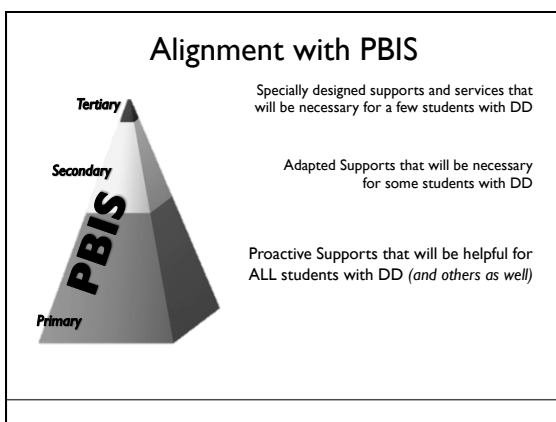 Alignment with PBIS
Tertiary
Specially designed supports and services that
will be necessary for a few students with DD
Secondary
Adapted Supports that will be necessary
for some students with DD
PBIS
Proactive Supports that will be helpful for
ALL students with DD (and others as well)
Primary